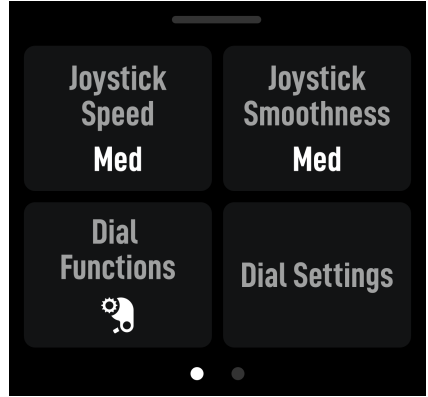 Joystick
Speed
Med
Joystick
Smoothness
Med
Dial
Functions
Dial Settings